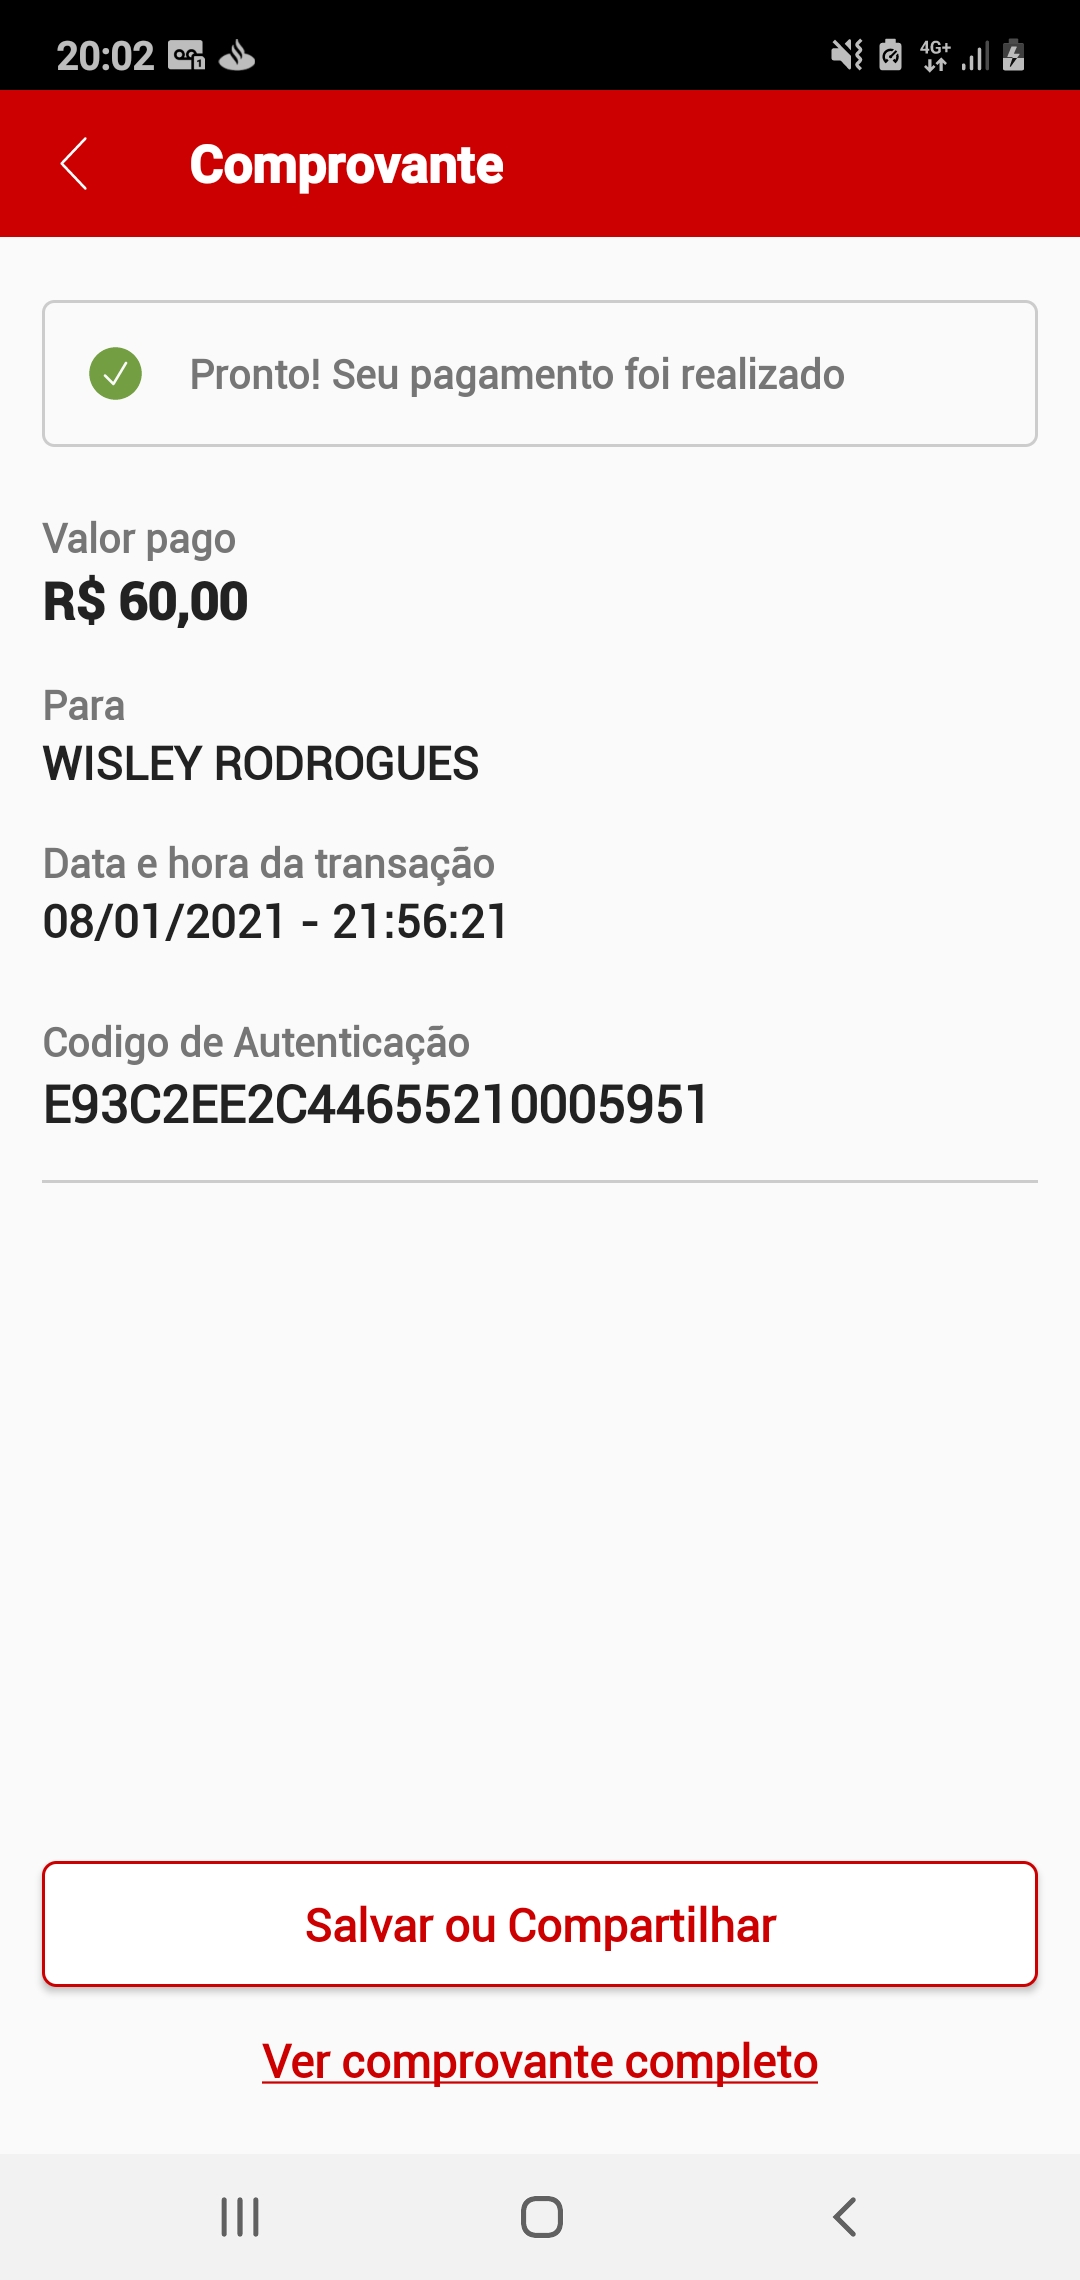 20:02
4G+
Comprovante
Pronto! Seu pagamento foi realizado
Valor pago
R$ 60,00
Para
WISLEY RODROGUES
Data e hora da transação
08/01/2021 - 21:56:21
Codigo de Autenticação
E93C2EE2C44655210005951
Salvar ou Compartilhar
Ver comprovante completo